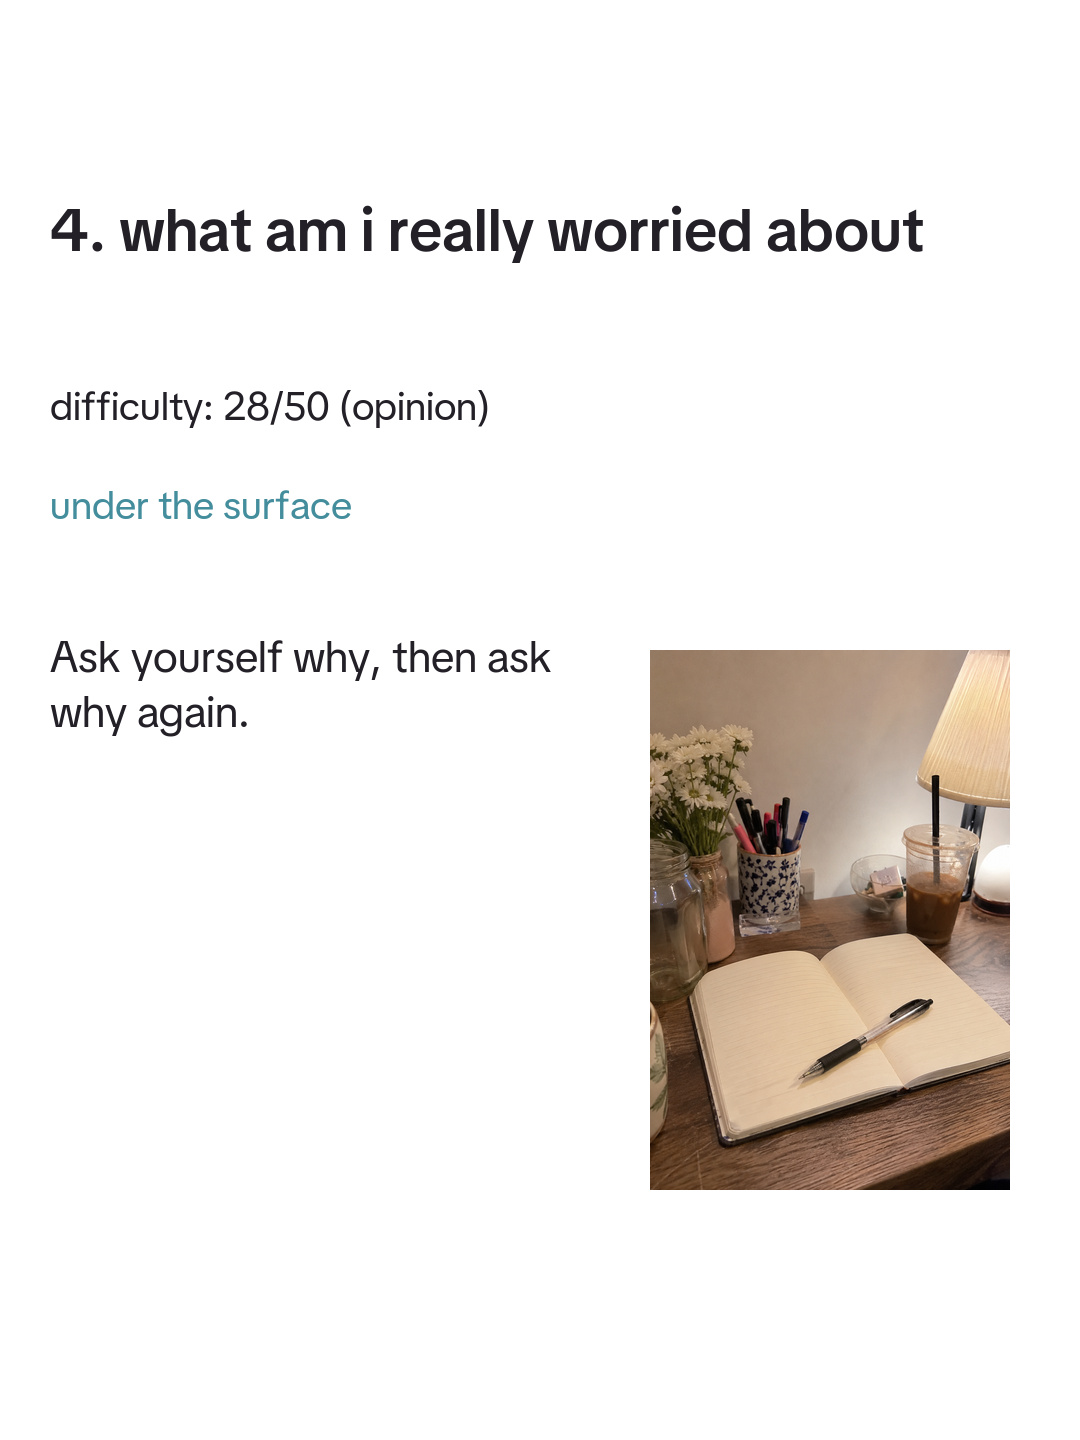 4. what am i really worried about
difficulty: 28/50 (opinion)
under the surface
Ask yourself why, then ask
why again.